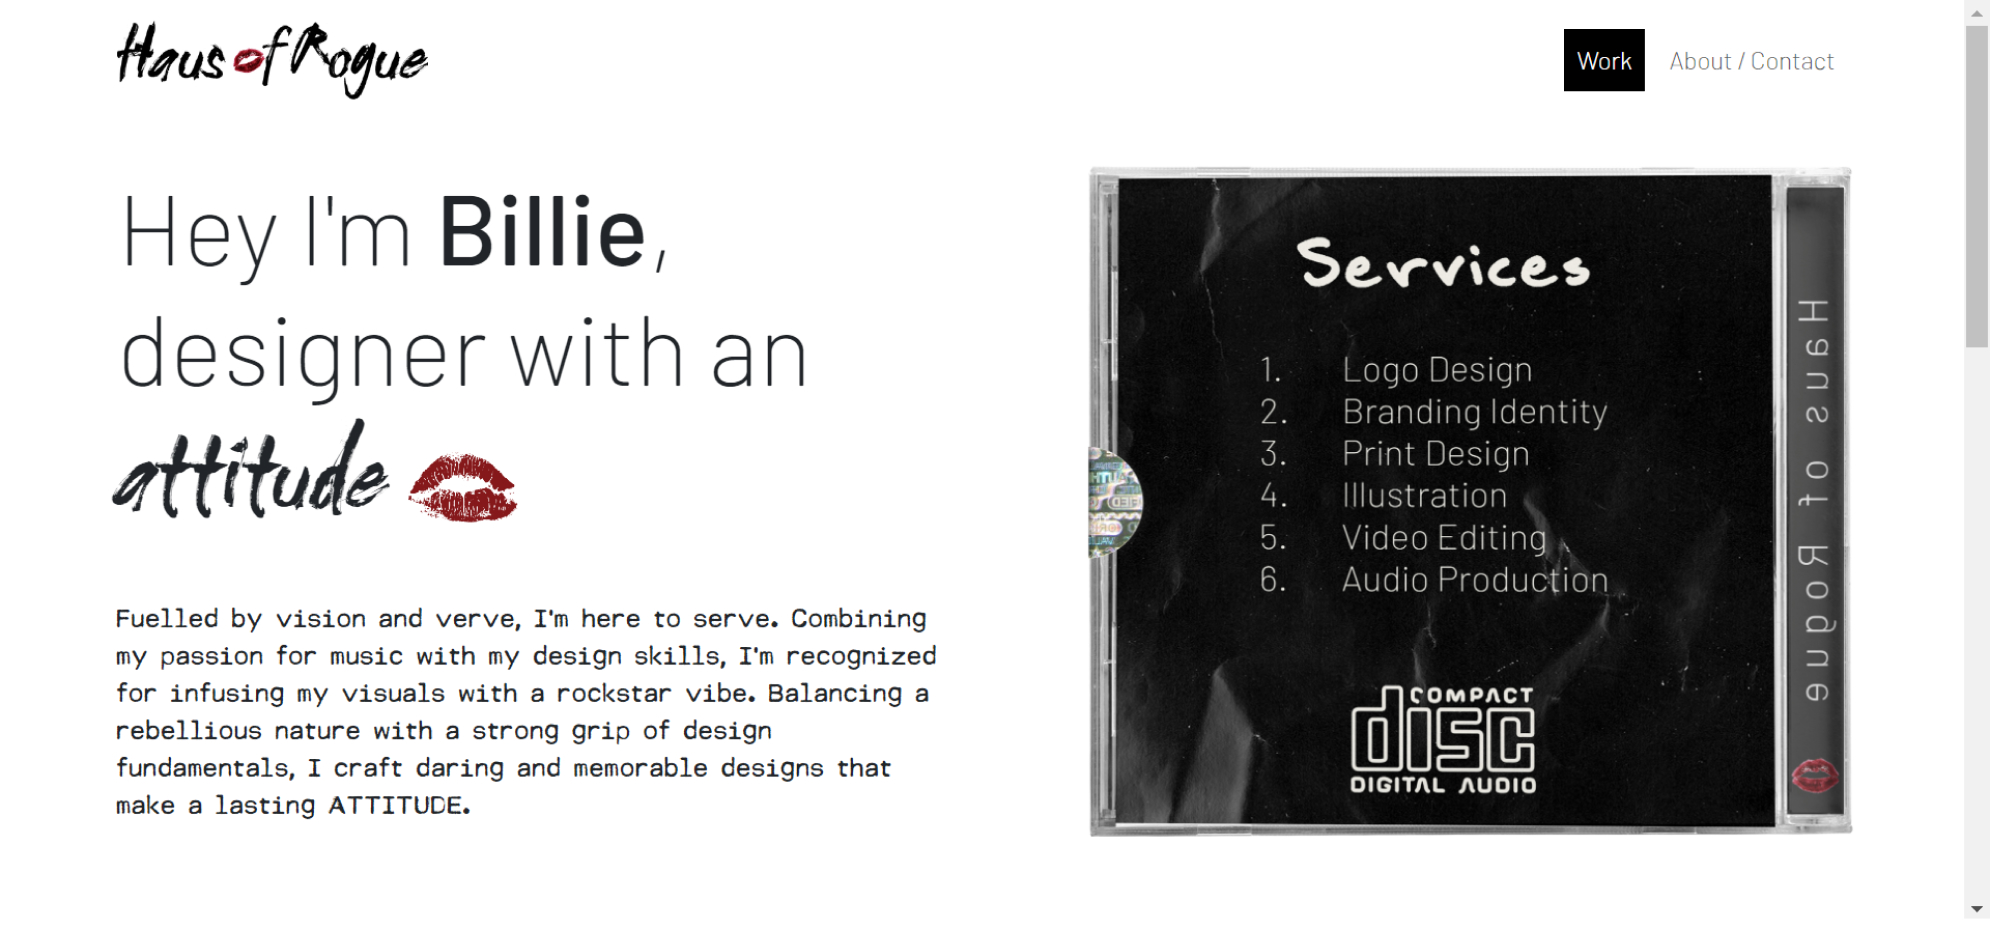 Haus of Rogue
Work
About / Contact
Hey I'm Billie,
designer with an
attitude
Fuelled by vision and verve, I'm here to serve. Combining
my passion for music with my design skills, I'm recognized
for infusing my visuals with a rockstar vibe. Balancing a
rebellious nature with a strong grip of design
fundamentals, I craft daring and memorable designs that
make a lasting ATTITUDE.
Services
1. Logo Design
2. Branding Identity
3. Print Design
4. Illustration
5. Video Editing
6. Audio Production
COMPACT
disc
DIGITAL AUDIO
Haus of Rogue